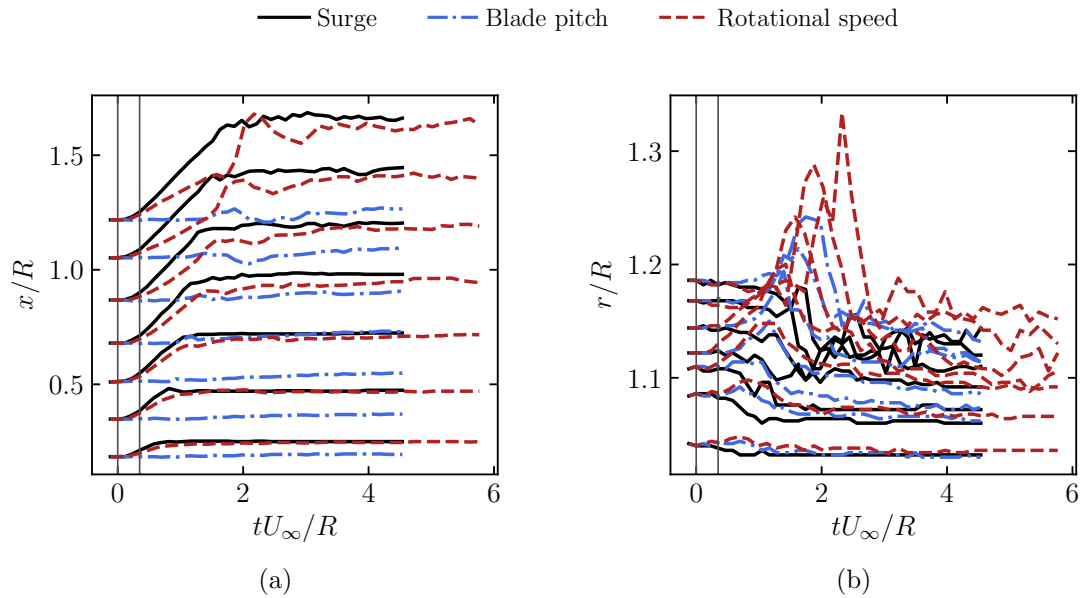 Surge Blade pitch Rotational speed
1.5
1.0
0.5
x/R
0 2 4 6
tU∞/R
(a)
1.3
1.2
1.1
r/R
0 2 4 6
tU∞/R
(b)